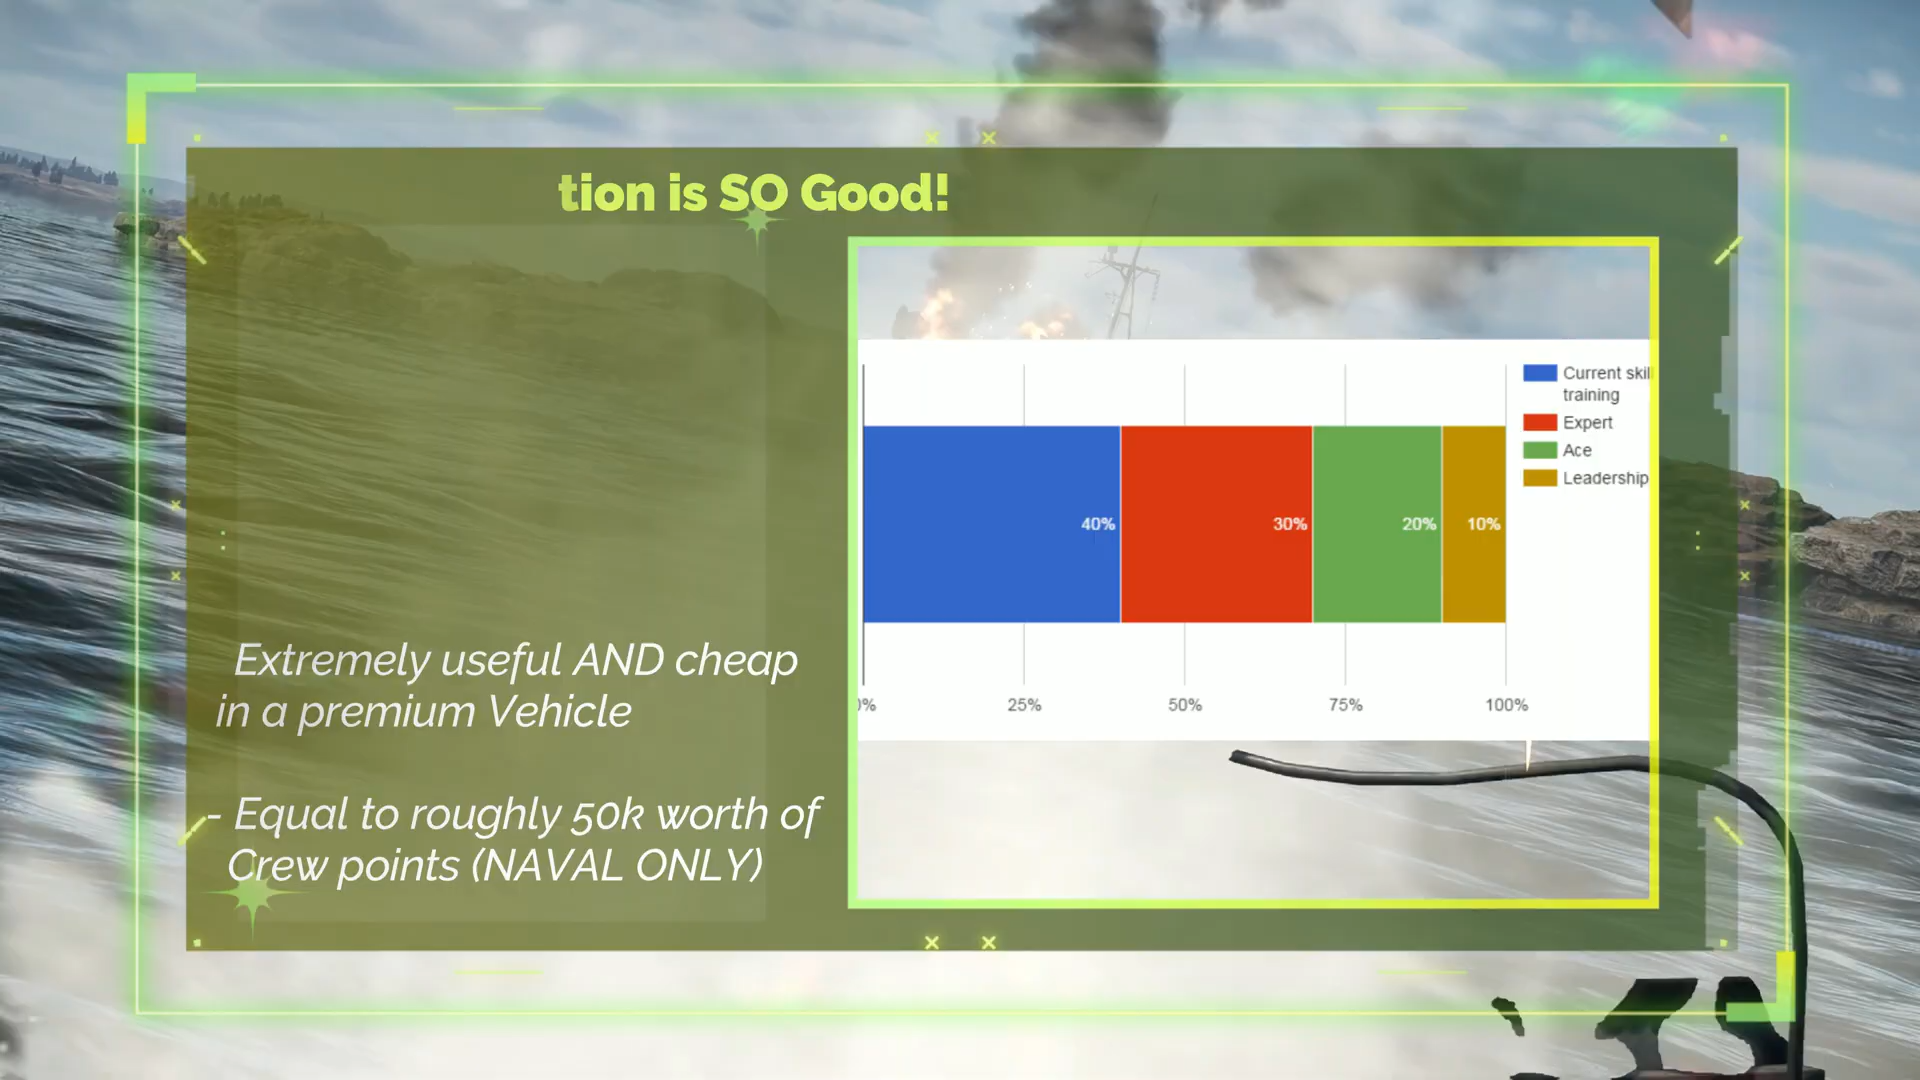 tion is SO Good!
Extremely useful AND cheap
in a premium Vehicle
- Equal to roughly 50k worth of
Crew points (NAVAL ONLY)
Current skill
training
Expert
Ace
Leadership
40% 30% 20% 10%
0% 25% 50% 75% 100%